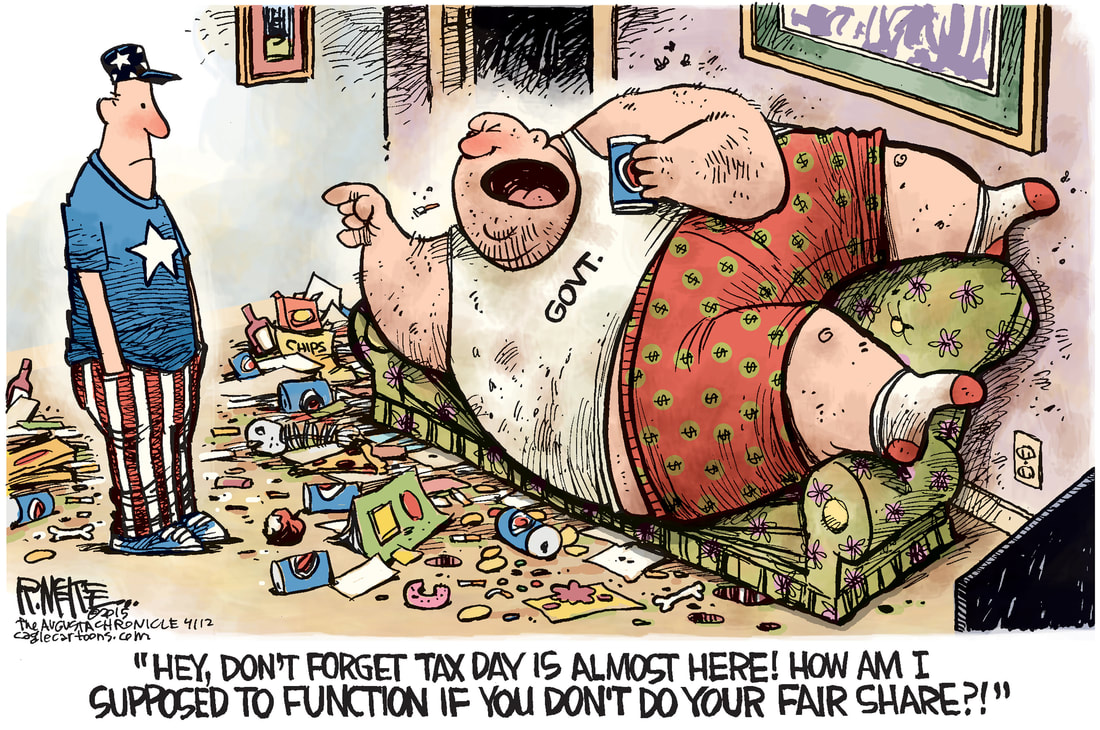 GOVT.
CHIPS
R.MCKEE
©2015
The AUGUSTA CHRONICLE 4/12
caglecartoons.com
"HEY, DON'T FORGET TAX DAY IS ALMOST HERE! HOW AM I
SUPPOSED TO FUNCTION IF YOU DON'T DO YOUR FAIR SHARE?!"